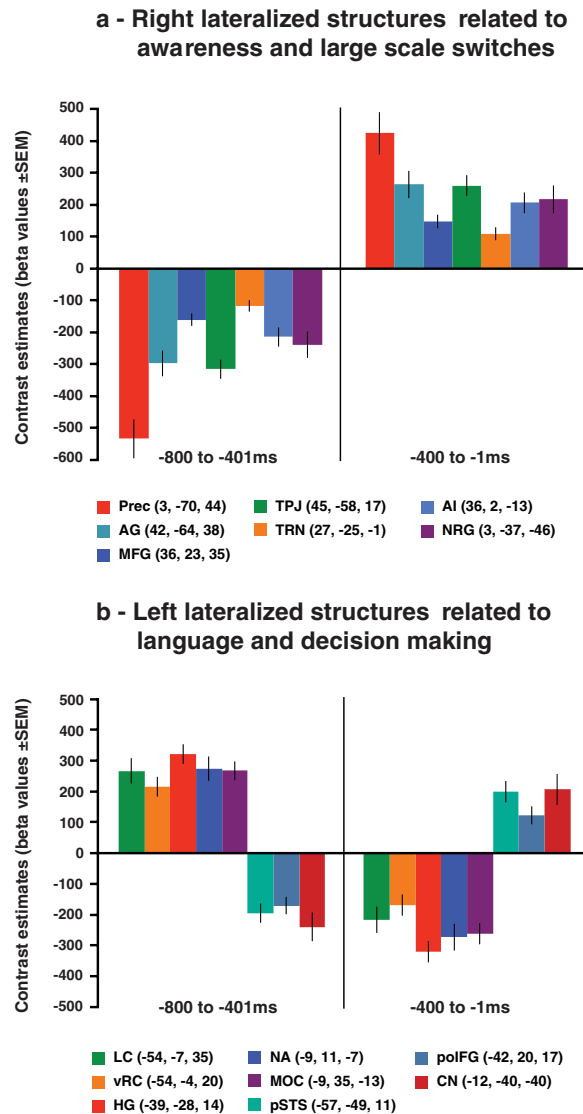 a - Right lateralized structures related to
awareness and large scale switches
Contrast estimates (beta values ±SEM)
500
400
300
200
100
0
-100
-200
-300
-400
-500
-600
-800 to -401ms
-400 to -1ms
Prec (3, -70, 44)
TPJ (45, -58, 17)
AI (36, 2, -13)
AG (42, -64, 38)
TRN (27, -25, -1)
NRG (3, -37, -46)
MFG (36, 23, 35)
b - Left lateralized structures related to
language and decision making
Contrast estimates (beta values ±SEM)
500
400
300
200
100
0
-100
-200
-300
-400
-500
-800 to -401ms
-400 to -1ms
LC (-54, -7, 35)
NA (-9, 11, -7)
polFG (-42, 20, 17)
vRC (-54, -4, 20)
MOC (-9, 35, -13)
CN (-12, -40, -40)
HG (-39, -28, 14)
pSTS (-57, -49, 11)